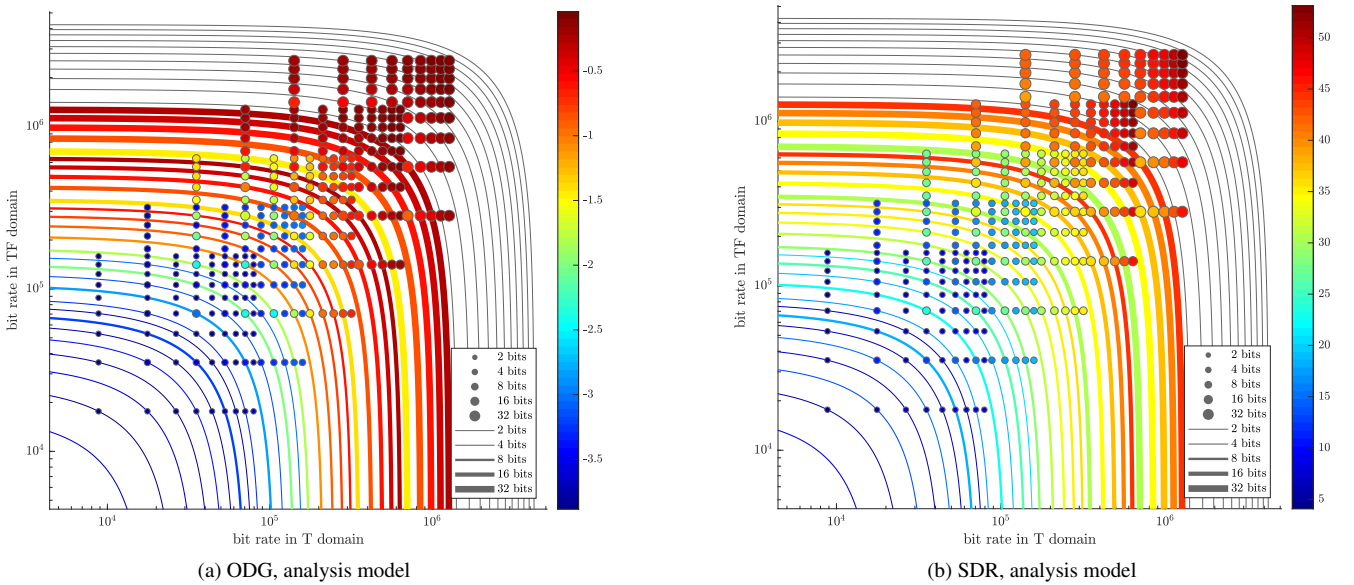 10^6
10^5
10^4
bit rate in TF domain
10^4
10^5
10^6
bit rate in T domain
2 bits
4 bits
8 bits
16 bits
32 bits
2 bits
4 bits
8 bits
16 bits
32 bits
-0.5
-1
-1.5
-2
-2.5
-3
-3.5
(a) ODG, analysis model
10^6
10^5
10^4
bit rate in TF domain
10^4
10^5
10^6
bit rate in T domain
2 bits
4 bits
8 bits
16 bits
32 bits
2 bits
4 bits
8 bits
16 bits
32 bits
50
45
40
35
30
25
20
15
10
5
(b) SDR, analysis model